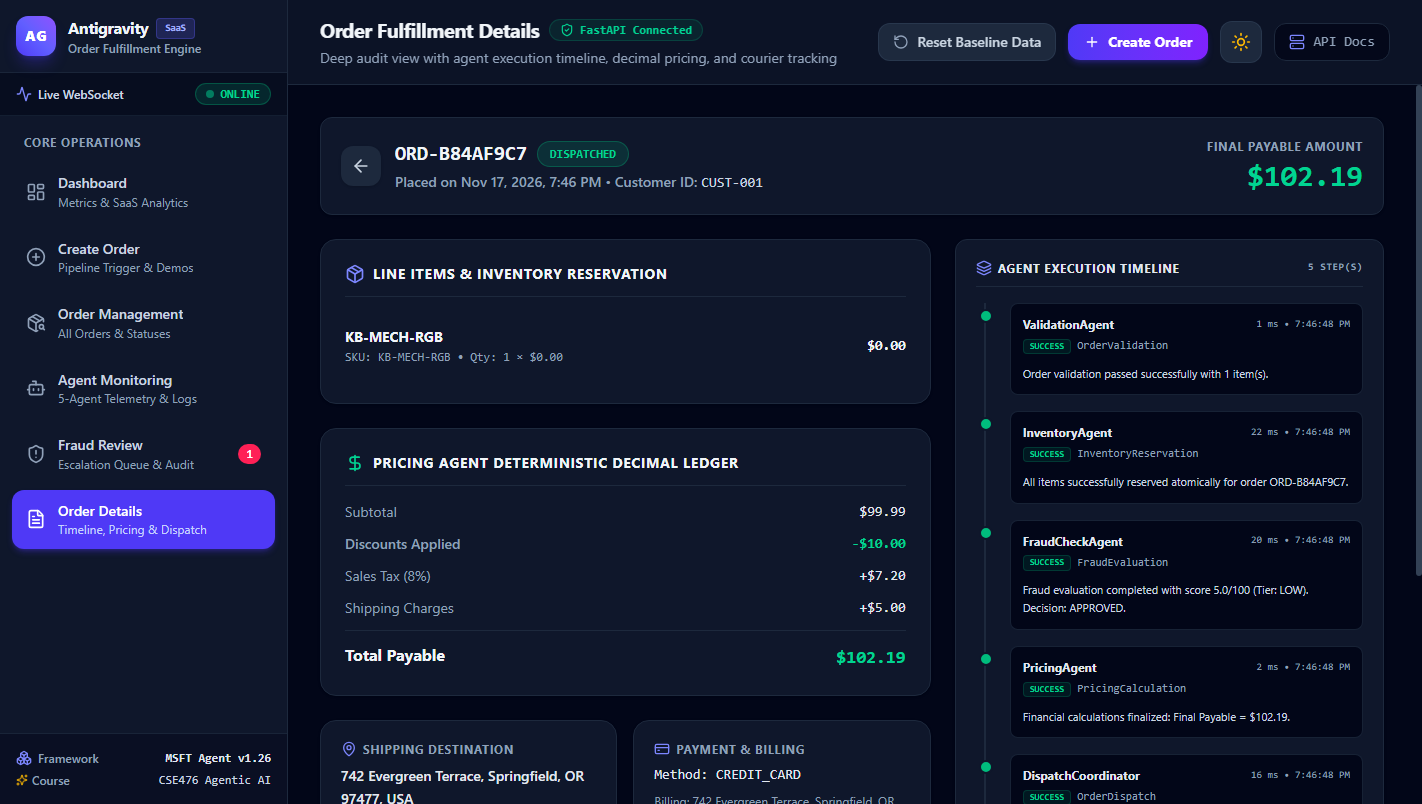 AG
Antigravity SaaS
Order Fulfillment Engine
Live WebSocket ONLINE
CORE OPERATIONS
Dashboard
Metrics & SaaS Analytics
Create Order
Pipeline Trigger & Demos
Order Management
All Orders & Statuses
Agent Monitoring
5-Agent Telemetry & Logs
Fraud Review
Escalation Queue & Audit
1
Order Details
Timeline, Pricing & Dispatch
Framework MSFT Agent v1.26
Course CSE476 Agentic AI
Order Fulfillment Details FastAPI Connected
Deep audit view with agent execution timeline, decimal pricing, and courier tracking
Reset Baseline Data
Create Order
API Docs
ORD-B84AF9C7 DISPATCHED
Placed on Nov 17, 2026, 7:46 PM • Customer ID: CUST-001
FINAL PAYABLE AMOUNT
$102.19
LINE ITEMS & INVENTORY RESERVATION
KB-MECH-RGB
SKU: KB-MECH-RGB • Qty: 1 × $0.00
$0.00
PRICING AGENT DETERMINISTIC DECIMAL LEDGER
Subtotal $99.99
Discounts Applied -$10.00
Sales Tax (8%) +$7.20
Shipping Charges +$5.00
Total Payable $102.19
SHIPPING DESTINATION
742 Evergreen Terrace, Springfield, OR
97477, USA
PAYMENT & BILLING
Method: CREDIT_CARD
Billing: 742 Evergreen Terrace, Springfield, OR
AGENT EXECUTION TIMELINE 5 STEP(S)
ValidationAgent 1 ms • 7:46:48 PM
SUCCESS OrderValidation
Order validation passed successfully with 1 item(s).
InventoryAgent 22 ms • 7:46:48 PM
SUCCESS InventoryReservation
All items successfully reserved atomically for order ORD-B84AF9C7.
FraudCheckAgent 20 ms • 7:46:48 PM
SUCCESS FraudEvaluation
Fraud evaluation completed with score 5.0/100 (Tier: LOW).
Decision: APPROVED.
PricingAgent 2 ms • 7:46:48 PM
SUCCESS PricingCalculation
Financial calculations finalized: Final Payable = $102.19.
DispatchCoordinator 16 ms • 7:46:48 PM
SUCCESS OrderDispatch